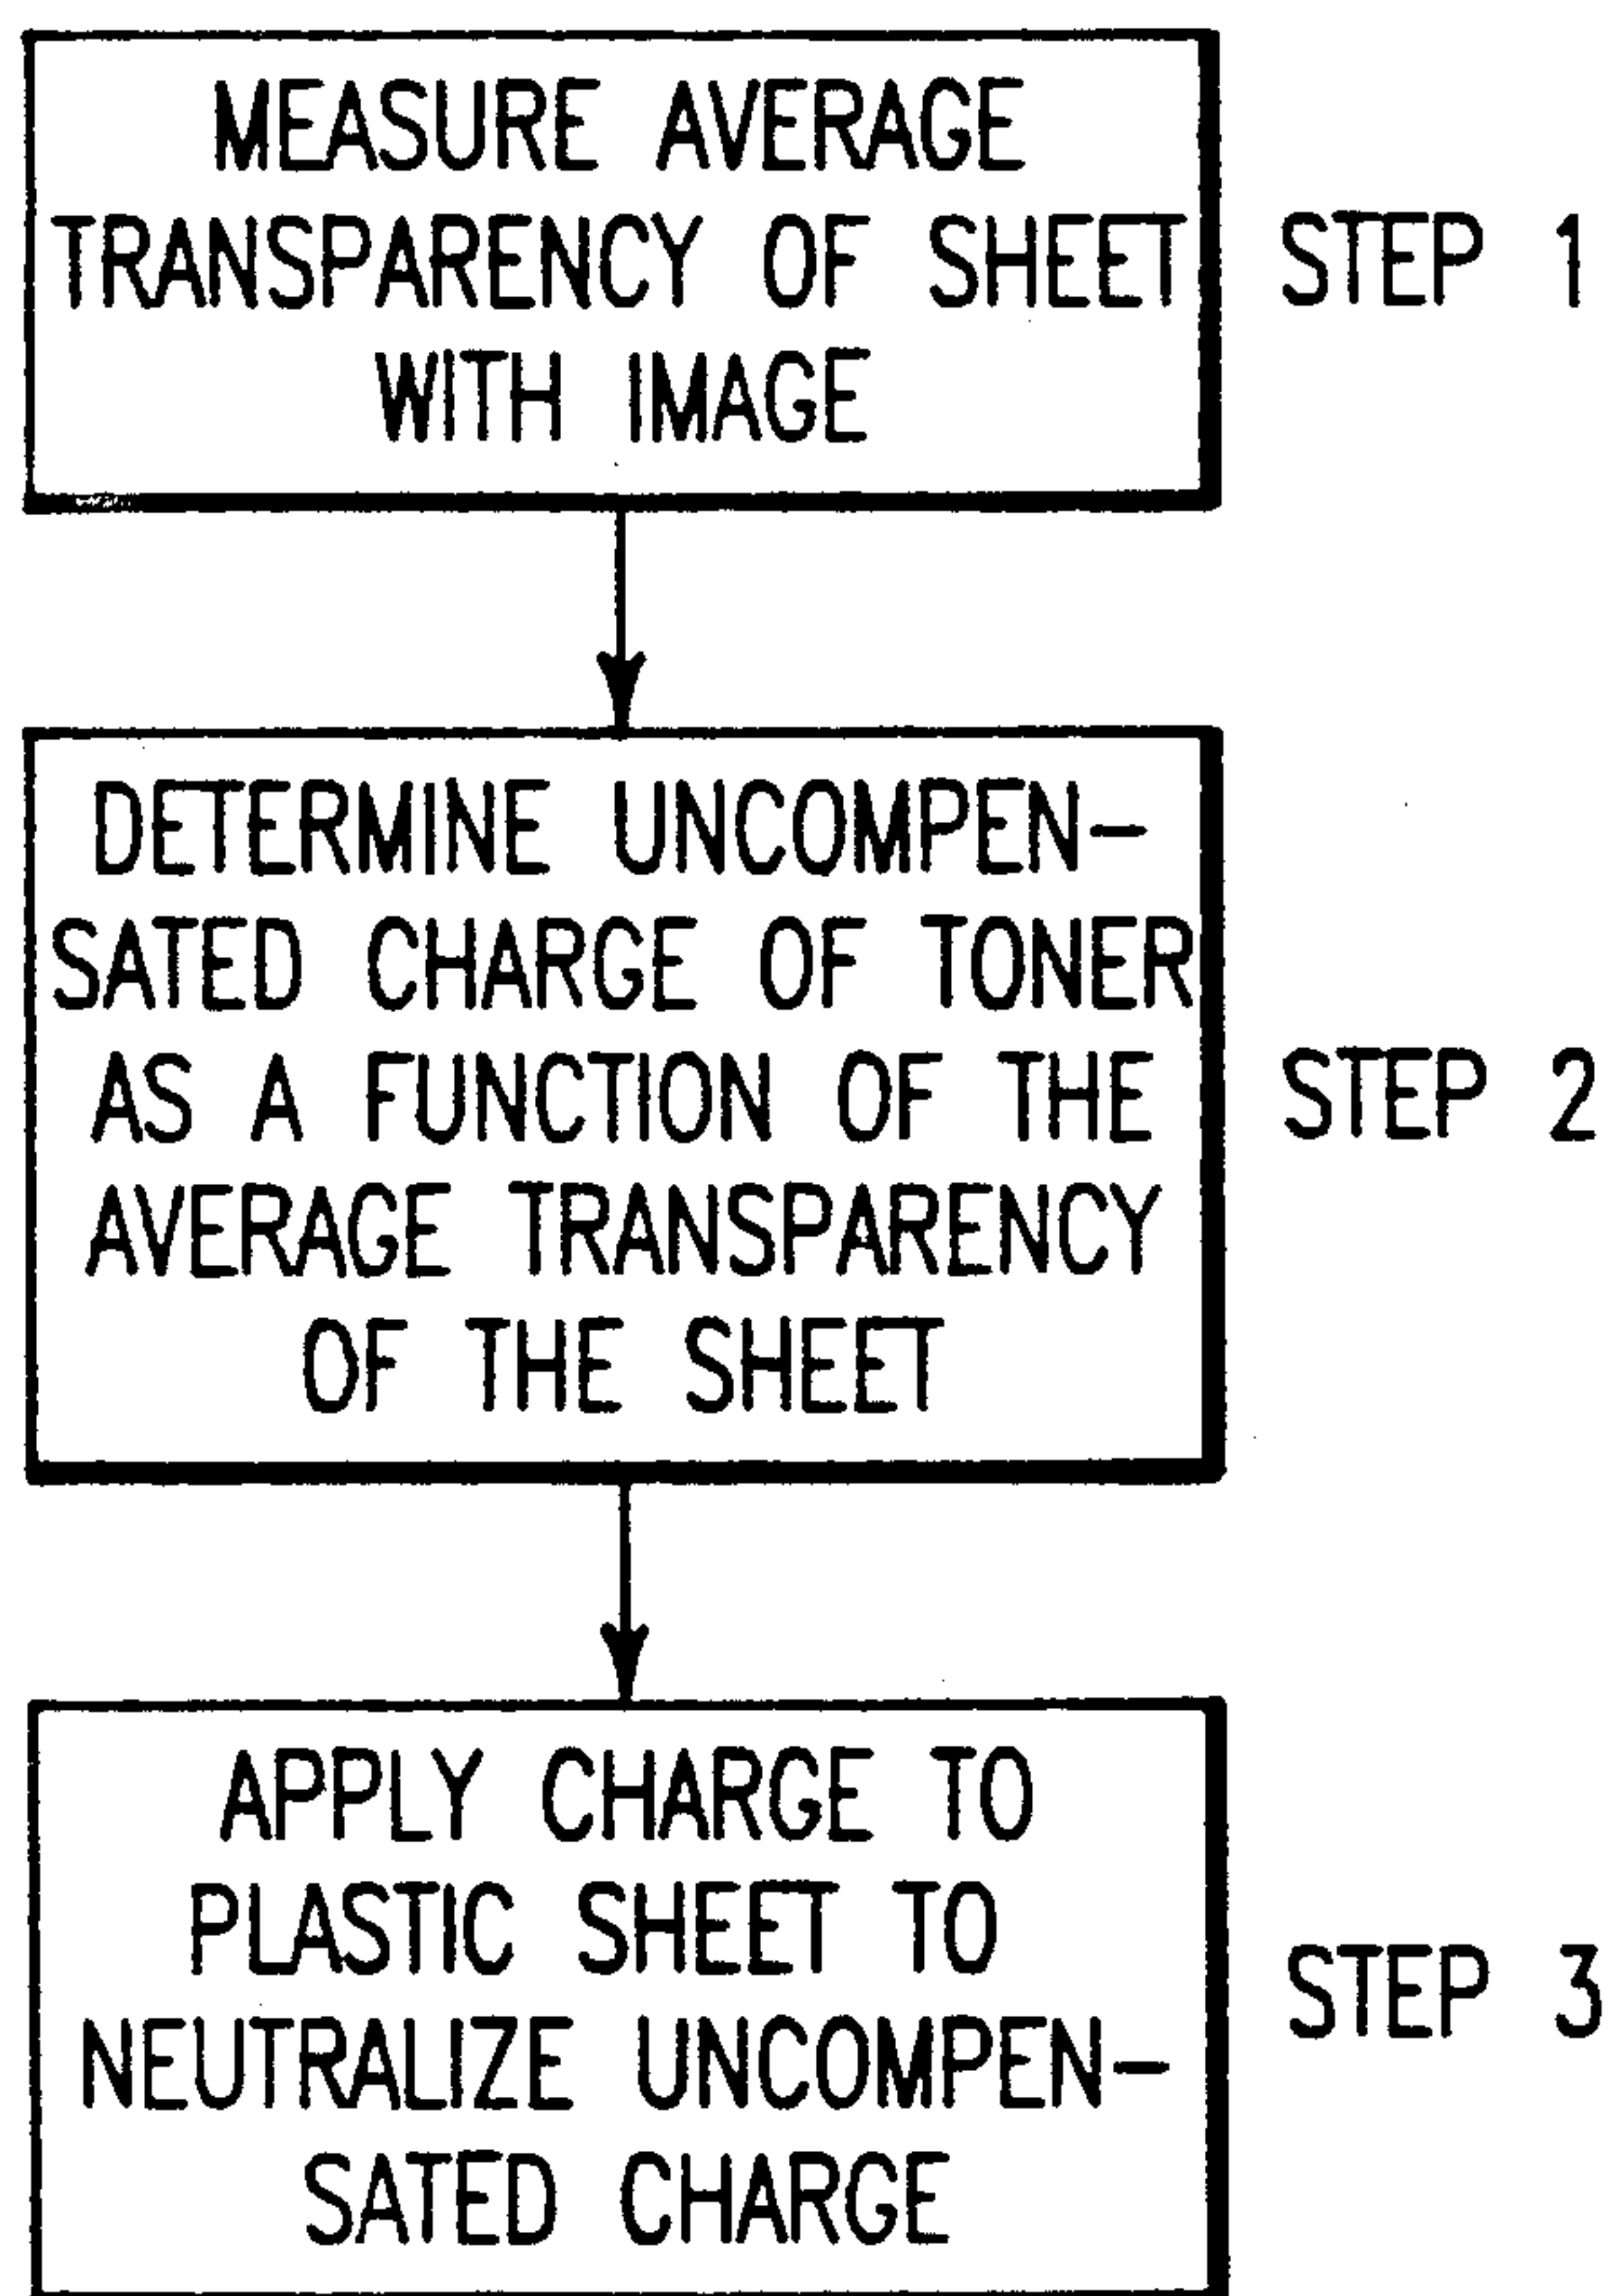 MEASURE AVERAGE
TRANSPARENCY OF SHEET
WITH IMAGE
STEP 1
DETERMINE UNCOMPEN-
SATED CHARGE OF TONER
AS A FUNCTION OF THE
AVERAGE TRANSPARENCY
OF THE SHEET
STEP 2
APPLY CHARGE TO
PLASTIC SHEET TO
NEUTRALIZE UNCOMPEN-
SATED CHARGE
STEP 3